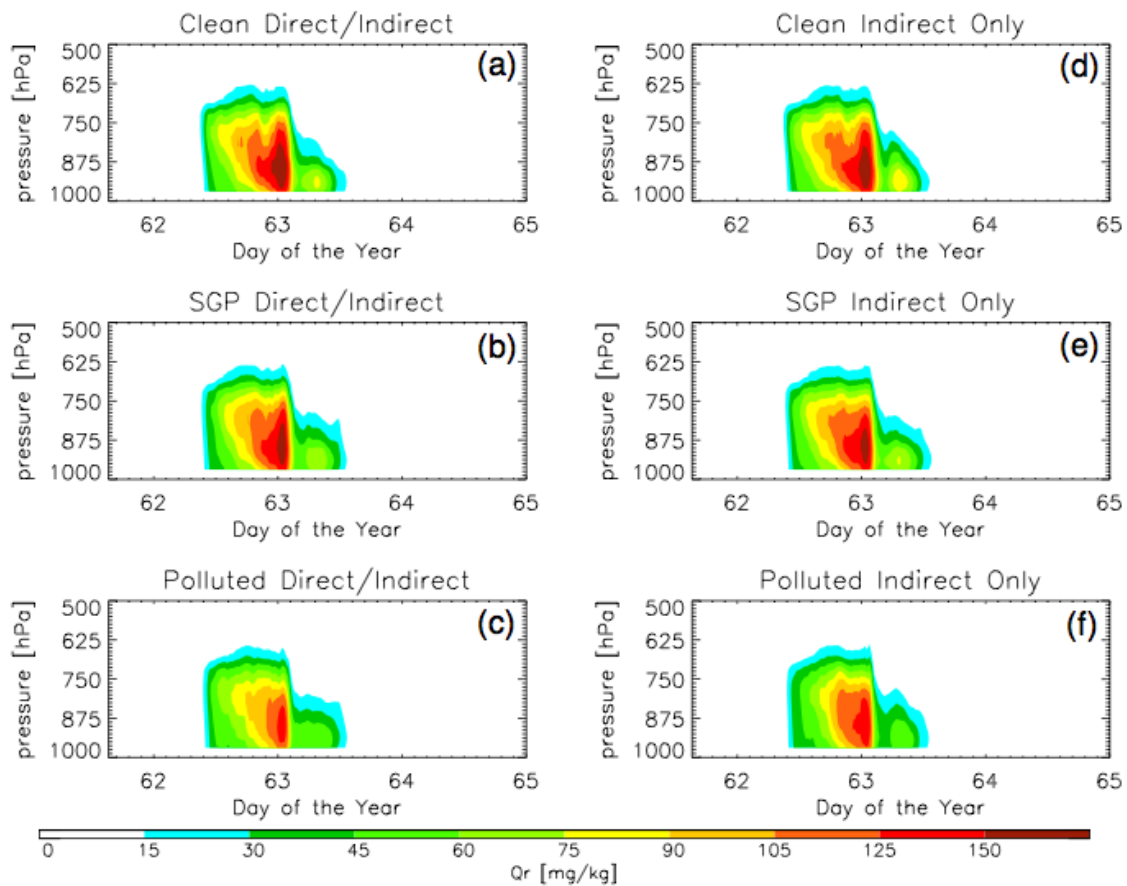 Clean Direct/Indirect
Clean Indirect Only
pressure [hPa]
500
625
750
875
1000
(a)
62
63
64
65
Day of the Year
pressure [hPa]
500
625
750
875
1000
(d)
62
63
64
65
Day of the Year
SGP Direct/Indirect
SGP Indirect Only
pressure [hPa]
500
625
750
875
1000
(b)
62
63
64
65
Day of the Year
pressure [hPa]
500
625
750
875
1000
(e)
62
63
64
65
Day of the Year
Polluted Direct/Indirect
Polluted Indirect Only
pressure [hPa]
500
625
750
875
1000
(c)
62
63
64
65
Day of the Year
pressure [hPa]
500
625
750
875
1000
(f)
62
63
64
65
Day of the Year
0 15 30 45 60 75 90 105 125 150
Qr [mg/kg]